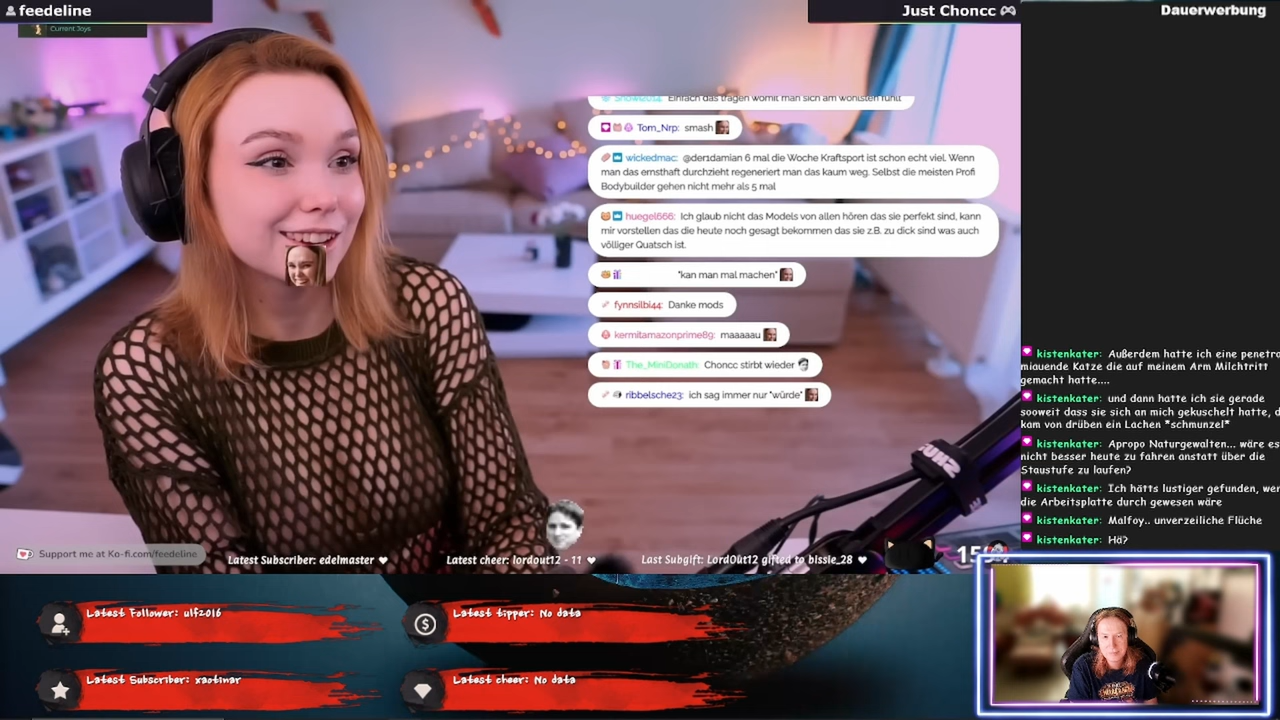 feedeline
Just Choncc
Dauerwerbung
Current Joys
Snowi2014: Einfach das tragen womit man sich am wohlsten fühlt
Tom_Nrp: smash
wickedmac: @der1damian 6 mal die Woche Kraftsport ist schon echt viel. Wenn
man das ernsthaft durchzieht regeneriert man das kaum weg. Selbst die meisten Profi
Bodybuilder gehen nicht mehr als 5 mal
huegel666: Ich glaub nicht das Models von allen hören das sie perfekt sind, kann
mir vorstellen das die heute noch gesagt bekommen das sie z.B. zu dick sind was auch
völliger Quatsch ist.
"kan man mal machen"
fynnsilbi44: Danke mods
kermitamazonprime89: maaaaau
The_MiniDonath: Choncc stirbt wieder
ribbelsche23: ich sag immer nur "würde"
kistenkater: Außerdem hatte ich eine penetra
miauende Katze die auf meinem Arm Milchtritt
gemacht hatte....
kistenkater: und dann hatte ich sie gerade
sooweit dass sie sich an mich gekuschelt hatte, d
kam von drüben ein Lachen *schmunzel*
kistenkater: Apropo Naturgewalten... wäre es
nicht besser heute zu fahren anstatt über die
Staustufe zu laufen?
kistenkater: Ich hätts lustiger gefunden, wen
die Arbeitsplatte durch gewesen wäre
kistenkater: Malfoy.. unverzeiliche Flüche
kistenkater: Hä?
Support me at Ko-fi.com/feedeline
Latest Subscriber: edelmaster
Latest cheer: lordout12 - 11
Last Subgift: LordOut12 gifted to bissie_28
Latest Follower: ulf2016
Latest tipper: No data
Latest Subscriber: xaotinar
Latest cheer: No data